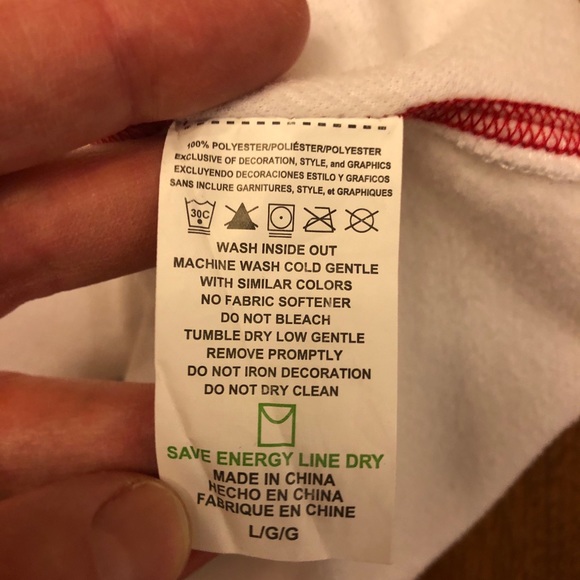 100% POLYESTER/POLIÉSTER/POLYESTER
EXCLUSIVE OF DECORATION, STYLE, and GRAPHICS
EXCLUYENDO DECORACIONES ESTILO Y GRAFICOS
SANS INCLURE GARNITURES, STYLE, et GRAPHIQUES
30C
WASH INSIDE OUT
MACHINE WASH COLD GENTLE
WITH SIMILAR COLORS
NO FABRIC SOFTENER
DO NOT BLEACH
TUMBLE DRY LOW GENTLE
REMOVE PROMPTLY
DO NOT IRON DECORATION
DO NOT DRY CLEAN
SAVE ENERGY LINE DRY
MADE IN CHINA
HECHO EN CHINA
FABRIQUE EN CHINE
L/G/G